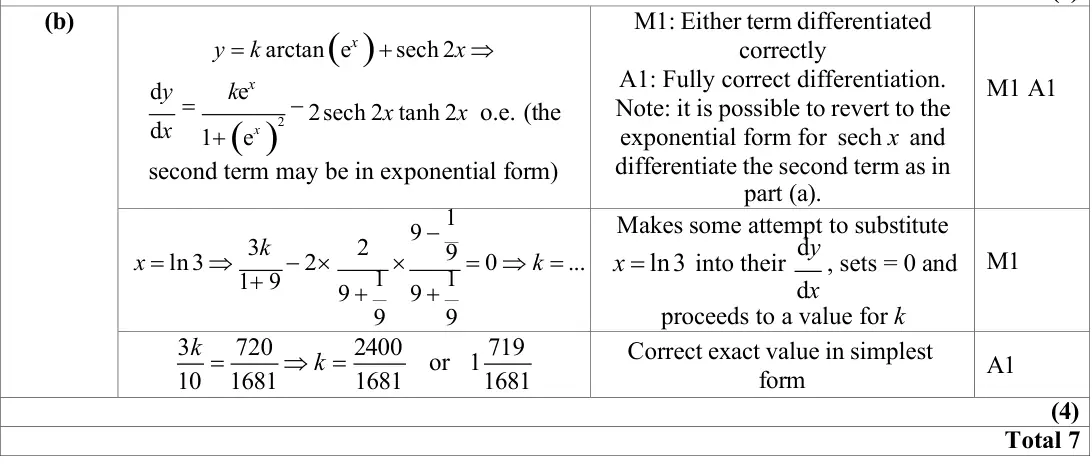 (b)
y = k arctan (eˣ) + sech 2x ⇒
dy/dx = keˣ/(1+(eˣ)²) − 2 sech 2x tanh 2x o.e. (the
second term may be in exponential form)
M1: Either term differentiated
correctly
A1: Fully correct differentiation.
Note: it is possible to revert to the
exponential form for sech x and
differentiate the second term as in
part (a).
M1 A1
x = ln 3 ⇒ 3k/(1+9) − 2 × 2/(9 + 1/9) × (9 − 1/9)/(9 + 1/9) = 0 ⇒ k = ...
Makes some attempt to substitute
x = ln 3 into their dy/dx, sets = 0 and
proceeds to a value for k
M1
3k/10 = 720/1681 ⇒ k = 2400/1681 or 1 719/1681
Correct exact value in simplest
form
A1
(4)
Total 7